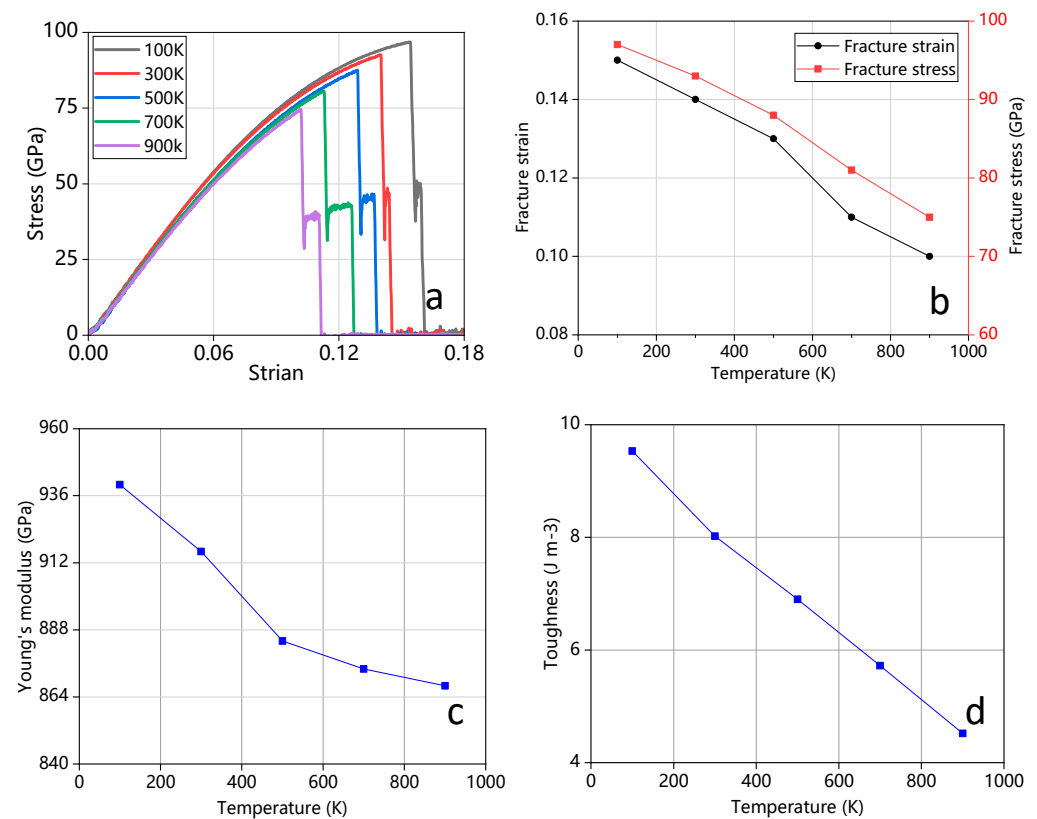 100
75
50
25
0
Stress (GPa)
100K
300K
500K
700K
900k
a
0.00
0.06
0.12
0.18
Strian
0.16
0.14
0.12
0.10
0.08
Fracture strain
Fracture strain
Fracture stress
100
90
80
70
60
Fracture stress (GPa)
b
0
200
400
600
800
1000
Temperature (K)
960
936
912
888
864
840
Young's modulus (GPa)
c
0
200
400
600
800
1000
Temperature (K)
10
8
6
4
Toughness (J m-3)
d
0
200
400
600
800
1000
Temperature (K)